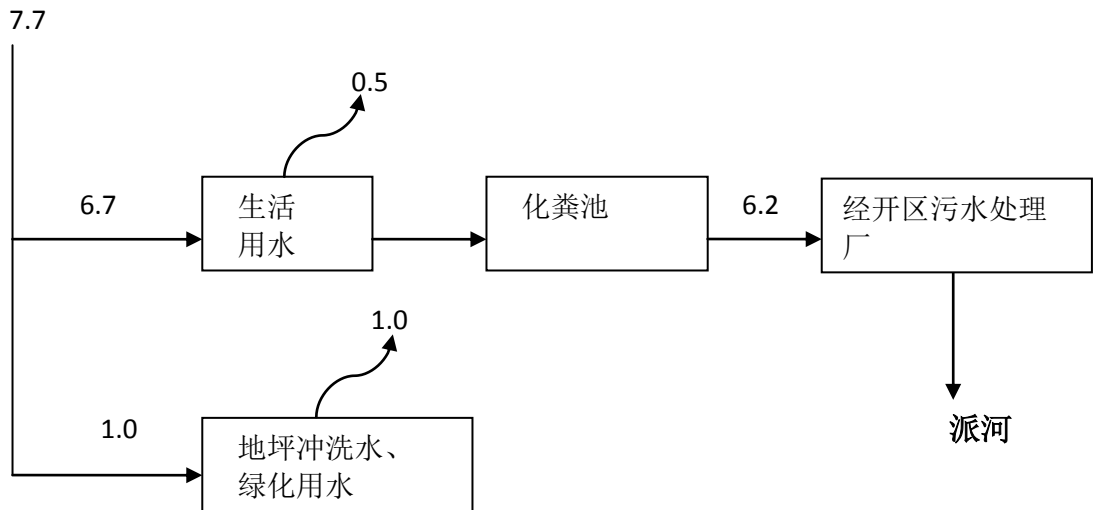 7.7
0.5
6.7
生活
用水
化粪池
6.2
经开区污水处理
厂
1.0
1.0
地坪冲洗水、
绿化用水
派河